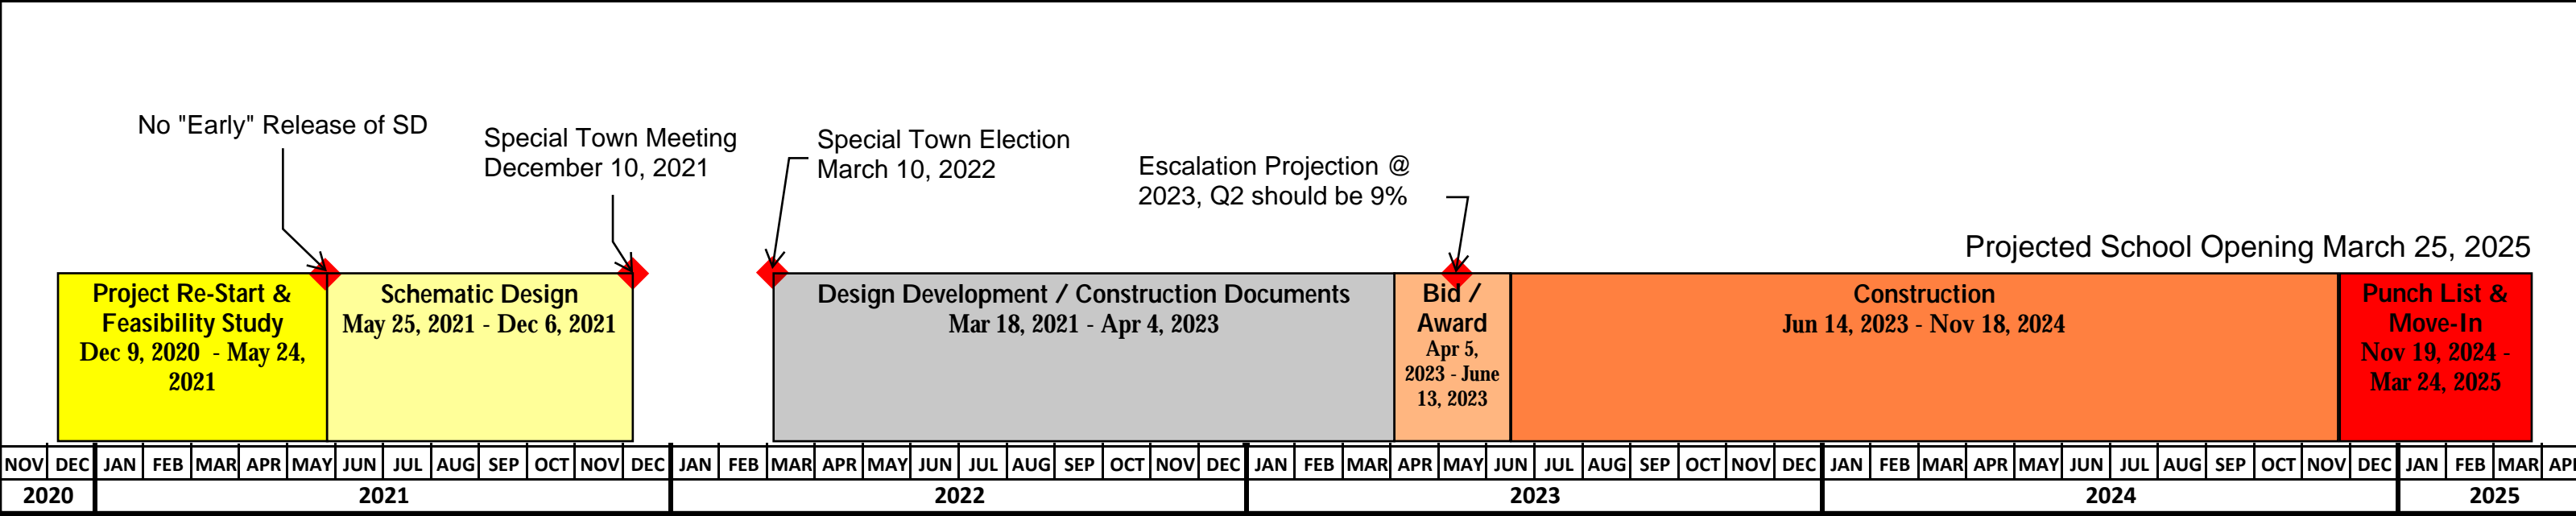 No "Early" Release of SD
Special Town Meeting
December 10, 2021
Special Town Election
March 10, 2022
Escalation Projection @
2023, Q2 should be 9%
Projected School Opening March 25, 2025
Project Re-Start &
Feasibility Study
Dec 9, 2020 - May 24,
2021
Schematic Design
May 25, 2021 - Dec 6, 2021
Design Development / Construction Documents
Mar 18, 2021 - Apr 4, 2023
Bid /
Award
Apr 5,
2023 - June
13, 2023
Construction
Jun 14, 2023 - Nov 18, 2024
Punch List &
Move-In
Nov 19, 2024 -
Mar 24, 2025
NOV DEC JAN FEB MAR APR MAY JUN JUL AUG SEP OCT NOV DEC JAN FEB MAR APR MAY JUN JUL AUG SEP OCT NOV DEC JAN FEB MAR APR MAY JUN JUL AUG SEP OCT NOV DEC JAN FEB MAR APR MAY JUN JUL AUG SEP OCT NOV DEC JAN FEB MAR AP
2020 2021 2022 2023 2024 2025